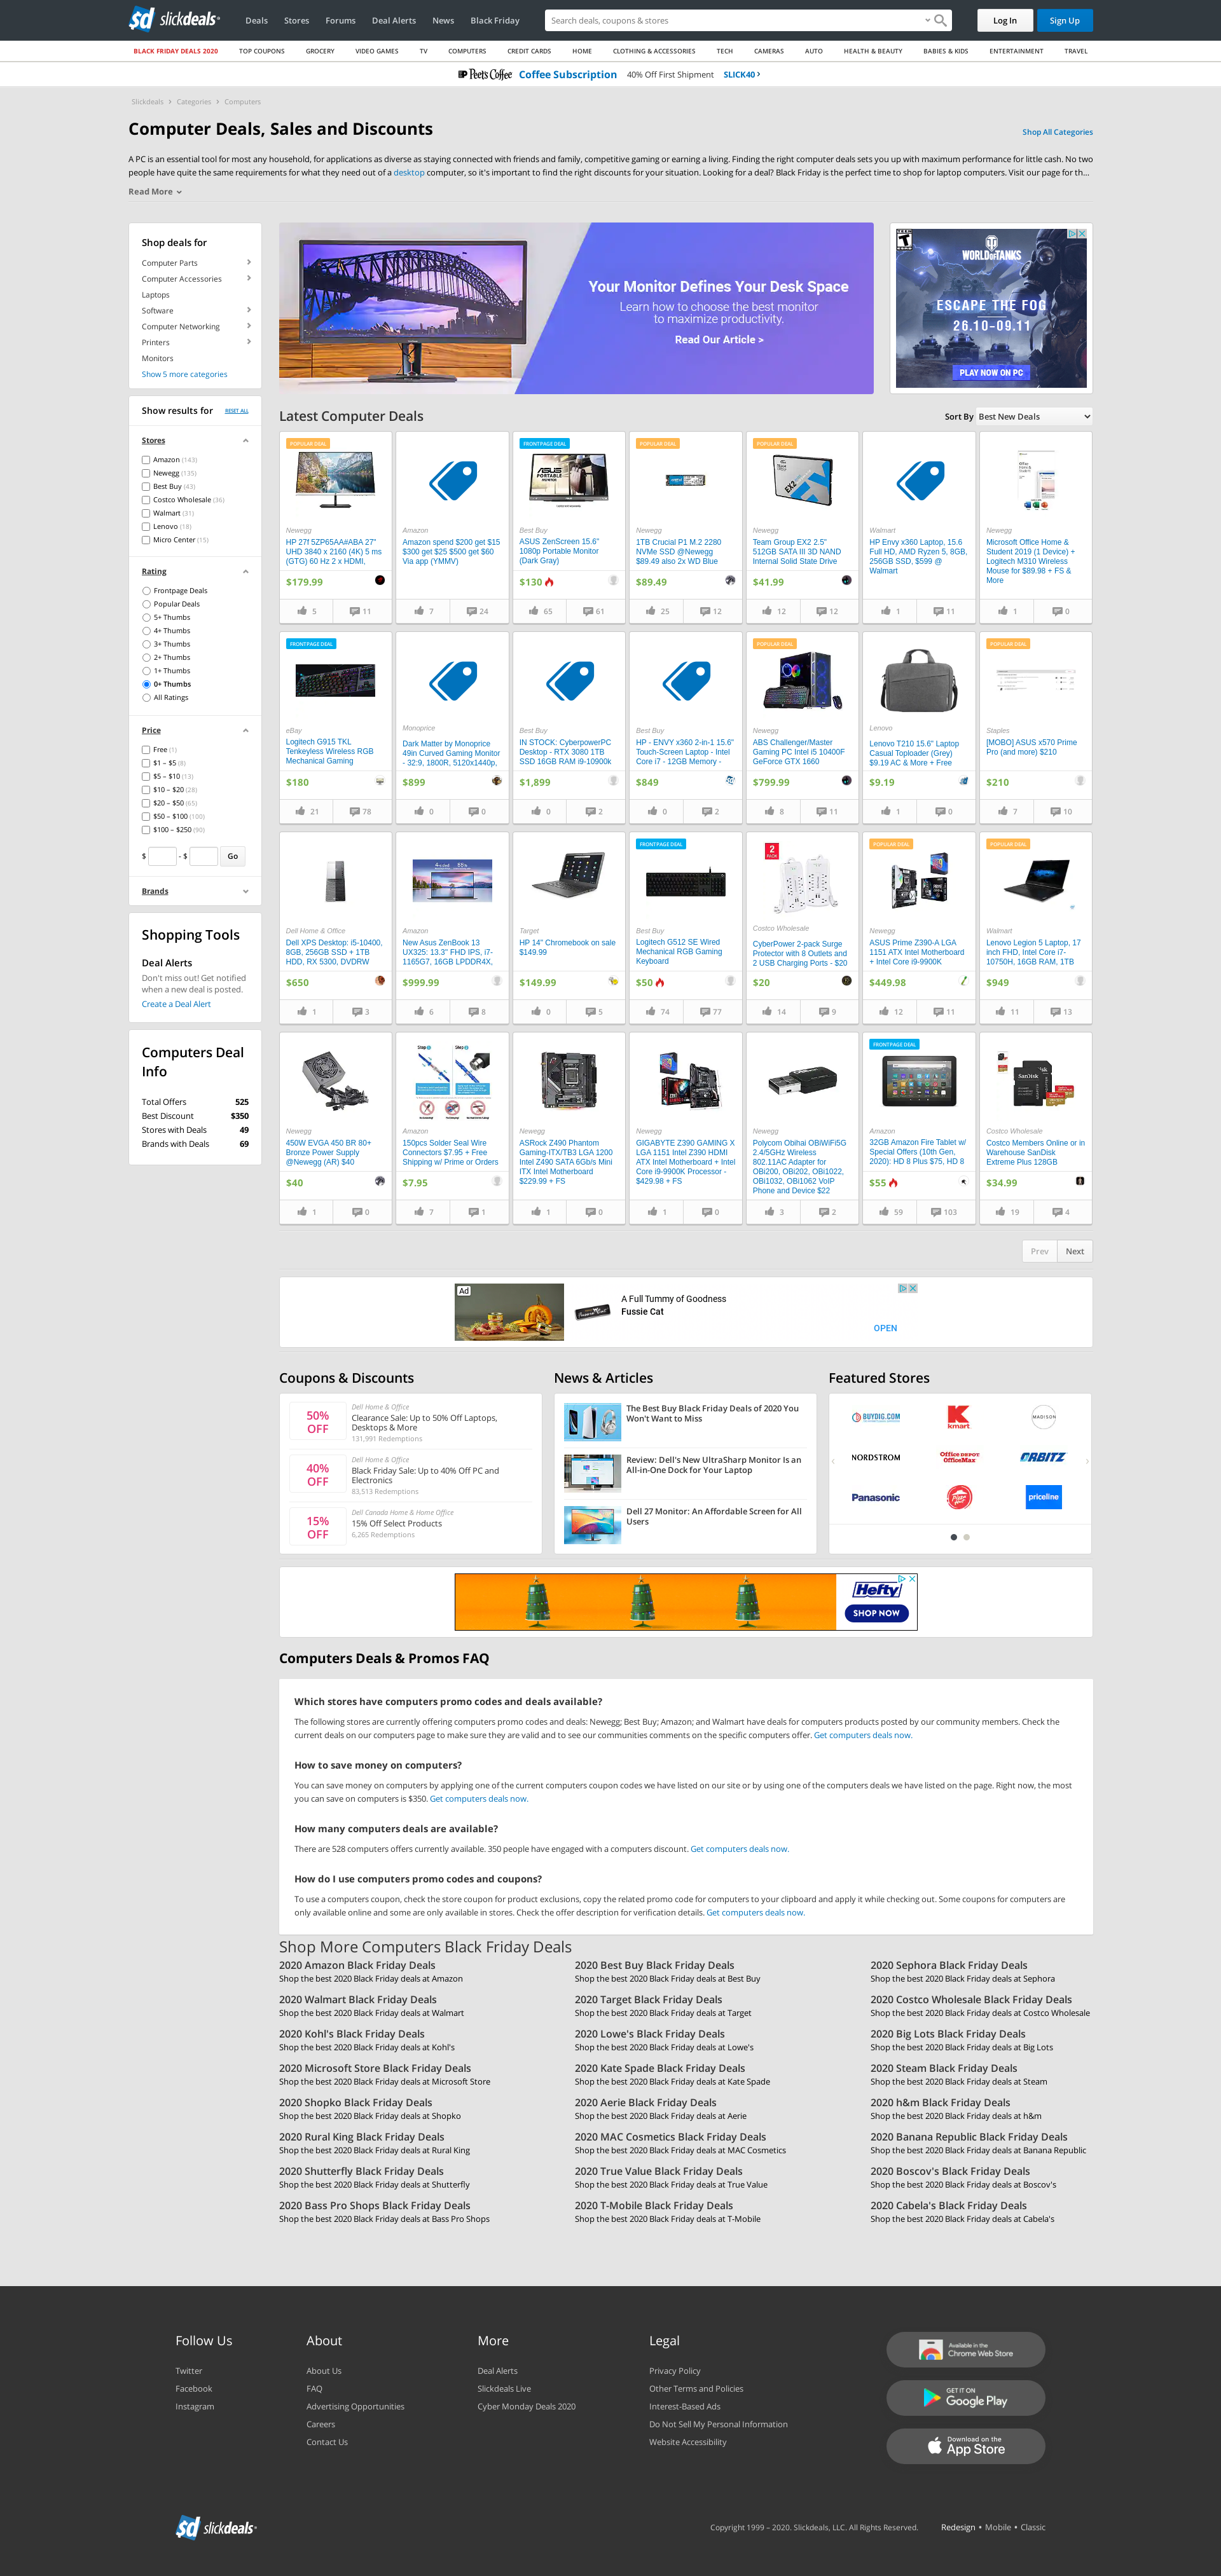 slickdeals
Deals
Stores
Forums
Deal Alerts
News
Black Friday
Search deals, coupons & stores
Log In
Sign Up
BLACK FRIDAY DEALS 2020
TOP COUPONS
GROCERY
VIDEO GAMES
TV
COMPUTERS
CREDIT CARDS
HOME
CLOTHING & ACCESSORIES
TECH
CAMERAS
AUTO
HEALTH & BEAUTY
BABIES & KIDS
ENTERTAINMENT
TRAVEL
Peet's Coffee Coffee Subscription 40% Off First Shipment SLICK40 >
Slickdeals > Categories > Computers
Computer Deals, Sales and Discounts
Shop All Categories
A PC is an essential tool for most any household, for applications as diverse as staying connected with friends and family, competitive gaming or earning a living. Finding the right computer deals sets you up with maximum performance for little cash. No two
people have quite the same requirements for what they need out of a desktop computer, so it's important to find the right discounts for your situation. Looking for a deal? Black Friday is the perfect time to shop for laptop computers. Visit our page for th...
Read More
Shop deals for
Computer Parts
Computer Accessories
Laptops
Software
Computer Networking
Printers
Monitors
Show 5 more categories
Show results for
RESET ALL
Stores
Amazon (143)
Newegg (135)
Best Buy (43)
Costco Wholesale (36)
Walmart (31)
Lenovo (18)
Micro Center (15)
Rating
Frontpage Deals
Popular Deals
5+ Thumbs
4+ Thumbs
3+ Thumbs
2+ Thumbs
1+ Thumbs
0+ Thumbs
All Ratings
Price
Free (1)
$1 – $5 (8)
$5 – $10 (13)
$10 – $20 (28)
$20 – $50 (65)
$50 – $100 (100)
$100 – $250 (90)
$ - $ Go
Brands
Shopping Tools
Deal Alerts
Don't miss out! Get notified
when a new deal is posted.
Create a Deal Alert
Computers Deal
Info
Total Offers 525
Best Discount $350
Stores with Deals 49
Brands with Deals 69
Your Monitor Defines Your Desk Space
Learn how to choose the best monitor
to maximize productivity.
Read Our Article >
WORLD OF TANKS
ESCAPE THE FOG
26.10-09.11
PLAY NOW ON PC
Latest Computer Deals
Sort By Best New Deals
POPULAR DEAL
Newegg
HP 27f 5ZP65AA#ABA 27"
UHD 3840 x 2160 (4K) 5 ms
(GTG) 60 Hz 2 x HDMI,
$179.99
5 11
Amazon
Amazon spend $200 get $15
$300 get $25 $500 get $60
Via app (YMMV)
7 24
FRONTPAGE DEAL
ASUS PORTABLE MONITOR
Best Buy
ASUS ZenScreen 15.6"
1080p Portable Monitor
(Dark Gray)
$130
65 61
POPULAR DEAL
Newegg
1TB Crucial P1 M.2 2280
NVMe SSD @Newegg
$89.49 also 2x WD Blue
$89.49
25 12
POPULAR DEAL
EX2
Newegg
Team Group EX2 2.5"
512GB SATA III 3D NAND
Internal Solid State Drive
$41.99
12 12
Walmart
HP Envy x360 Laptop, 15.6
Full HD, AMD Ryzen 5, 8GB,
256GB SSD, $599 @
Walmart
1 11
Newegg
Microsoft Office Home &
Student 2019 (1 Device) +
Logitech M310 Wireless
Mouse for $89.98 + FS &
More
1 0
FRONTPAGE DEAL
eBay
Logitech G915 TKL
Tenkeyless Wireless RGB
Mechanical Gaming
$180
21 78
Monoprice
Dark Matter by Monoprice
49in Curved Gaming Monitor
- 32:9, 1800R, 5120x1440p,
$899
0 0
Best Buy
IN STOCK: CyberpowerPC
Desktop - RTX 3080 1TB
SSD 16GB RAM i9-10900k
$1,899
0 2
Best Buy
HP - ENVY x360 2-in-1 15.6"
Touch-Screen Laptop - Intel
Core i7 - 12GB Memory -
$849
0 2
POPULAR DEAL
Newegg
ABS Challenger/Master
Gaming PC Intel i5 10400F
GeForce GTX 1660
$799.99
8 11
Lenovo
Lenovo T210 15.6" Laptop
Casual Toploader (Grey)
$9.19 AC & More + Free
$9.19
1 0
POPULAR DEAL
Staples
[MOBO] ASUS x570 Prime
Pro (and more) $210
$210
7 10
Dell Home & Office
Dell XPS Desktop: i5-10400,
8GB, 256GB SSD + 1TB
HDD, RX 5300, DVDRW
$650
1 3
Amazon
New Asus ZenBook 13
UX325: 13.3" FHD IPS, i7-
1165G7, 16GB LPDDR4X,
$999.99
6 8
Target
HP 14" Chromebook on sale
$149.99
$149.99
0 5
FRONTPAGE DEAL
Best Buy
Logitech G512 SE Wired
Mechanical RGB Gaming
Keyboard
$50
74 77
2 PACK
Costco Wholesale
CyberPower 2-pack Surge
Protector with 8 Outlets and
2 USB Charging Ports - $20
$20
14 9
POPULAR DEAL
Newegg
ASUS Prime Z390-A LGA
1151 ATX Intel Motherboard
+ Intel Core i9-9900K
$449.98
12 11
POPULAR DEAL
Walmart
Lenovo Legion 5 Laptop, 17
inch FHD, Intel Core i7-
10750H, 16GB RAM, 1TB
$949
11 13
Newegg
450W EVGA 450 BR 80+
Bronze Power Supply
@Newegg (AR) $40
$40
1 0
Amazon
150pcs Solder Seal Wire
Connectors $7.95 + Free
Shipping w/ Prime or Orders
$7.95
7 1
Newegg
ASRock Z490 Phantom
Gaming-ITX/TB3 LGA 1200
Intel Z490 SATA 6Gb/s Mini
ITX Intel Motherboard
$229.99 + FS
1 0
Newegg
GIGABYTE Z390 GAMING X
LGA 1151 Intel Z390 HDMI
ATX Intel Motherboard + Intel
Core i9-9900K Processor -
$429.98 + FS
1 0
Newegg
Polycom Obihai OBiWiFi5G
2.4/5GHz Wireless
802.11AC Adapter for
OBi200, OBi202, OBi1022,
OBi1032, OBi1062 VoIP
Phone and Device $22
3 2
FRONTPAGE DEAL
Amazon
32GB Amazon Fire Tablet w/
Special Offers (10th Gen,
2020): HD 8 Plus $75, HD 8
$55
59 103
Costco Wholesale
Costco Members Online or in
Warehouse SanDisk
Extreme Plus 128GB
$34.99
19 4
Prev Next
Ad
A Full Tummy of Goodness
Fussie Cat
OPEN
Coupons & Discounts
50% OFF
Dell Home & Office
Clearance Sale: Up to 50% Off Laptops,
Desktops & More
131,991 Redemptions
40% OFF
Dell Home & Office
Black Friday Sale: Up to 40% Off PC and
Electronics
83,513 Redemptions
15% OFF
Dell Canada Home & Home Office
15% Off Select Products
6,265 Redemptions
News & Articles
The Best Buy Black Friday Deals of 2020 You
Won't Want to Miss
Review: Dell's New UltraSharp Monitor Is an
All-in-One Dock for Your Laptop
Dell 27 Monitor: An Affordable Screen for All
Users
Featured Stores
BUYDIG.COM
kmart
MADISON
NORDSTROM
Office DEPOT OfficeMax
ORBITZ
Panasonic
Pizza Hut
priceline
Hefty
SHOP NOW
Computers Deals & Promos FAQ
Which stores have computers promo codes and deals available?
The following stores are currently offering computers promo codes and deals: Newegg; Best Buy; Amazon; and Walmart have deals for computers products posted by our community members. Check the
current deals on our computers page to make sure they are valid and to see our communities comments on the specific computers offer. Get computers deals now.
How to save money on computers?
You can save money on computers by applying one of the current computers coupon codes we have listed on our site or by using one of the computers deals we have listed on the page. Right now, the most
you can save on computers is $350. Get computers deals now.
How many computers deals are available?
There are 528 computers offers currently available. 350 people have engaged with a computers discount. Get computers deals now.
How do I use computers promo codes and coupons?
To use a computers coupon, check the store coupon for product exclusions, copy the related promo code for computers to your clipboard and apply it while checking out. Some coupons for computers are
only available online and some are only available in stores. Check the offer description for verification details. Get computers deals now.
Shop More Computers Black Friday Deals
2020 Amazon Black Friday Deals
Shop the best 2020 Black Friday deals at Amazon
2020 Best Buy Black Friday Deals
Shop the best 2020 Black Friday deals at Best Buy
2020 Sephora Black Friday Deals
Shop the best 2020 Black Friday deals at Sephora
2020 Walmart Black Friday Deals
Shop the best 2020 Black Friday deals at Walmart
2020 Target Black Friday Deals
Shop the best 2020 Black Friday deals at Target
2020 Costco Wholesale Black Friday Deals
Shop the best 2020 Black Friday deals at Costco Wholesale
2020 Kohl's Black Friday Deals
Shop the best 2020 Black Friday deals at Kohl's
2020 Lowe's Black Friday Deals
Shop the best 2020 Black Friday deals at Lowe's
2020 Big Lots Black Friday Deals
Shop the best 2020 Black Friday deals at Big Lots
2020 Microsoft Store Black Friday Deals
Shop the best 2020 Black Friday deals at Microsoft Store
2020 Kate Spade Black Friday Deals
Shop the best 2020 Black Friday deals at Kate Spade
2020 Steam Black Friday Deals
Shop the best 2020 Black Friday deals at Steam
2020 Shopko Black Friday Deals
Shop the best 2020 Black Friday deals at Shopko
2020 Aerie Black Friday Deals
Shop the best 2020 Black Friday deals at Aerie
2020 h&m Black Friday Deals
Shop the best 2020 Black Friday deals at h&m
2020 Rural King Black Friday Deals
Shop the best 2020 Black Friday deals at Rural King
2020 MAC Cosmetics Black Friday Deals
Shop the best 2020 Black Friday deals at MAC Cosmetics
2020 Banana Republic Black Friday Deals
Shop the best 2020 Black Friday deals at Banana Republic
2020 Shutterfly Black Friday Deals
Shop the best 2020 Black Friday deals at Shutterfly
2020 True Value Black Friday Deals
Shop the best 2020 Black Friday deals at True Value
2020 Boscov's Black Friday Deals
Shop the best 2020 Black Friday deals at Boscov's
2020 Bass Pro Shops Black Friday Deals
Shop the best 2020 Black Friday deals at Bass Pro Shops
2020 T-Mobile Black Friday Deals
Shop the best 2020 Black Friday deals at T-Mobile
2020 Cabela's Black Friday Deals
Shop the best 2020 Black Friday deals at Cabela's
Follow Us
Twitter
Facebook
Instagram
About
About Us
FAQ
Advertising Opportunities
Careers
Contact Us
More
Deal Alerts
Slickdeals Live
Cyber Monday Deals 2020
Legal
Privacy Policy
Other Terms and Policies
Interest-Based Ads
Do Not Sell My Personal Information
Website Accessibility
Available in the
Chrome Web Store
GET IT ON
Google Play
Download on the
App Store
slickdeals
Copyright 1999 – 2020. Slickdeals, LLC. All Rights Reserved.
Redesign • Mobile • Classic